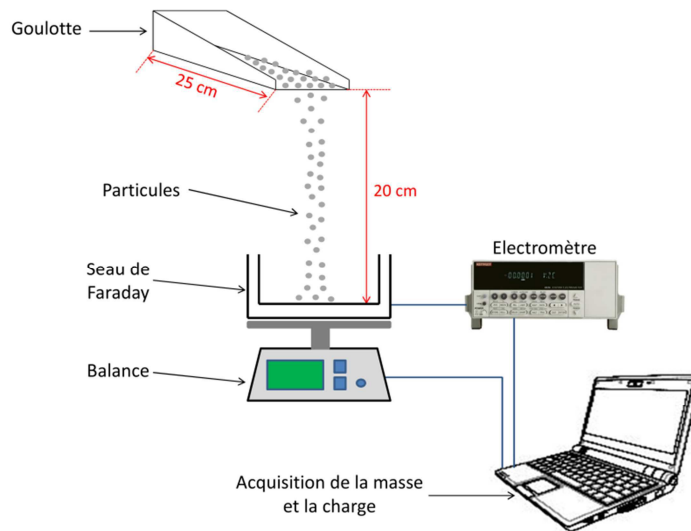 Goulotte
25 cm
20 cm
Particules
Electromètre
Seau de
Faraday
Balance
Acquisition de la masse
et la charge